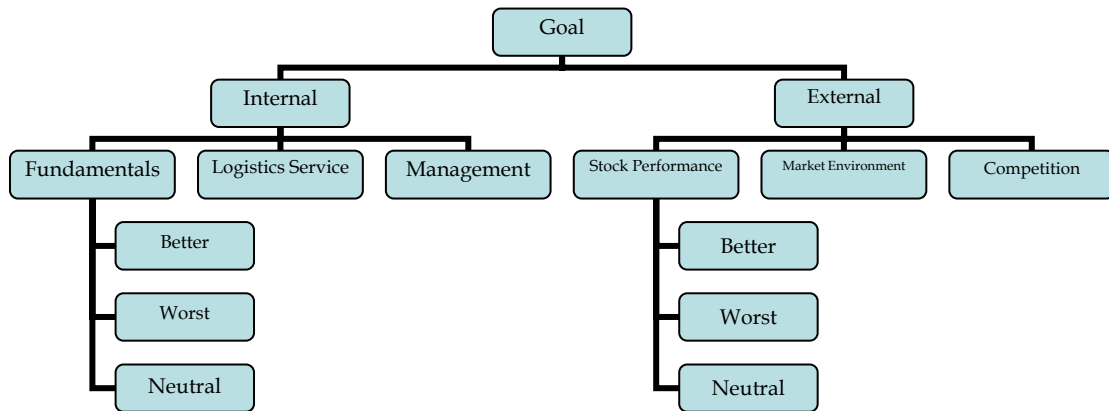 Goal
Internal
External
Fundamentals
Logistics Service
Management
Stock Performance
Market Environment
Competition
Better
Worst
Neutral
Better
Worst
Neutral